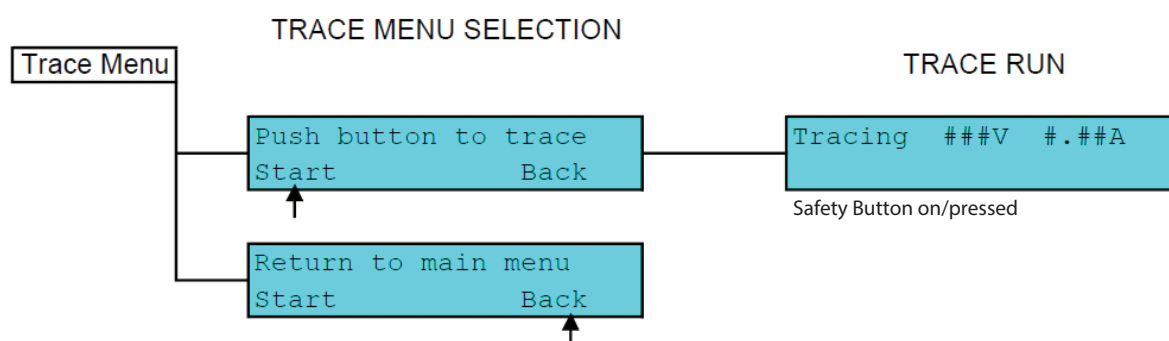 TRACE MENU SELECTION
Trace Menu
TRACE RUN
Push button to trace
Start Back
Tracing ###V #.##A
Safety Button on/pressed
Return to main menu
Start Back